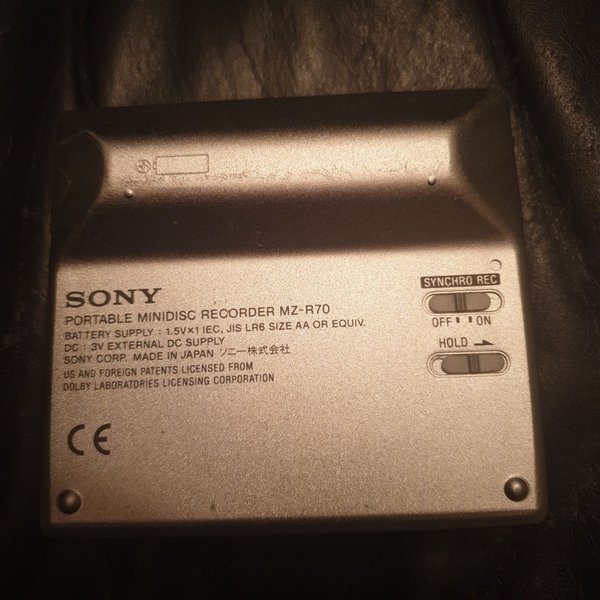 SONY
PORTABLE MINIDISC RECORDER MZ-R70
BATTERY SUPPLY : 1.5V×1 IEC, JIS LR6 SIZE AA OR EQUIV.
DC : 3V EXTERNAL DC SUPPLY
SONY CORP. MADE IN JAPAN ソニー株式会社
US AND FOREIGN PATENTS LICENSED FROM
DOLBY LABORATORIES LICENSING CORPORATION
CE
SYNCHRO REC
OFF ON
HOLD